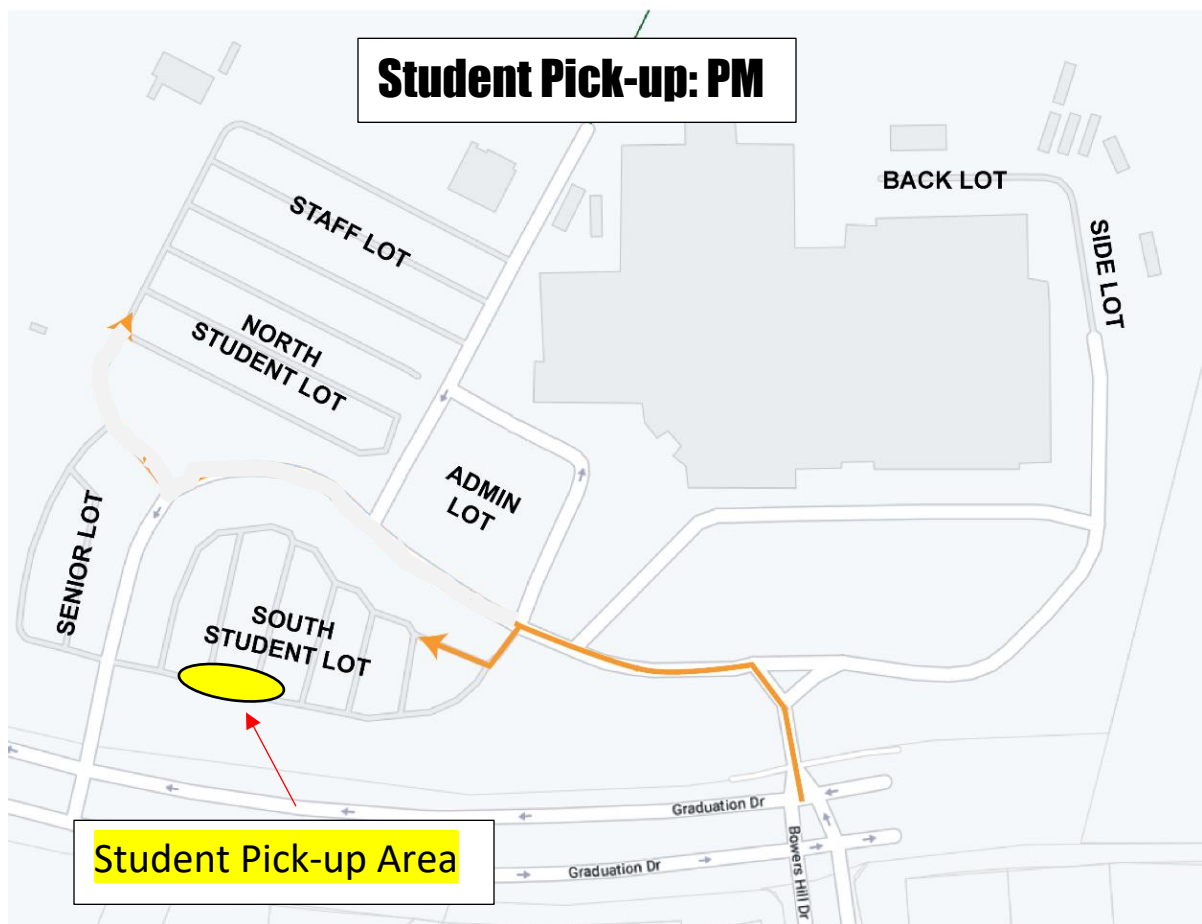 Student Pick-up: PM
BACK LOT
STAFF LOT
SIDE LOT
NORTH
STUDENT LOT
ADMIN
LOT
SENIOR LOT
SOUTH
STUDENT LOT
Graduation Dr
Student Pick-up Area
Graduation Dr
Bowers Hill Dr